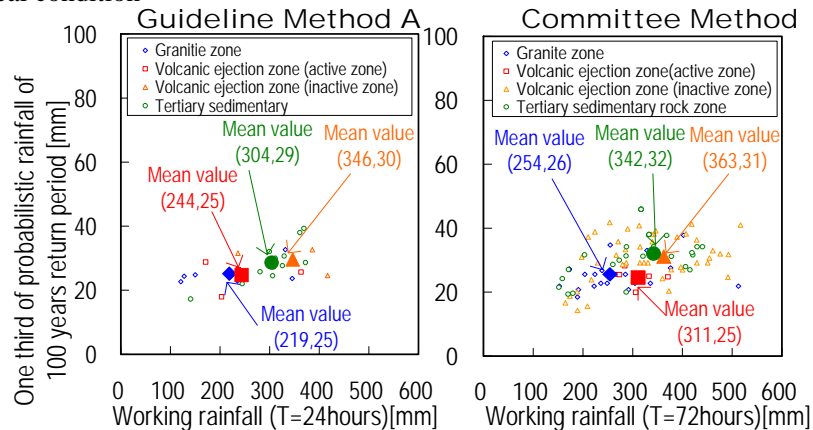 Guideline Method A
100
Granite zone
Volcanic ejection zone (active zone)
Volcanic ejection zone (inactive zone)
Tertiary sedimentary
80
60
40
20
0
One third of probabilistic rainfall of
100 years return period [mm]
Mean value
(304,29)
Mean value
(346,30)
Mean value
(244,25)
Mean value
(219,25)
0 100 200 300 400 500 600
Working rainfall (T=24hours)[mm]
Committee Method
100
Granite zone
Volcanic ejection zone(active zone)
Volcanic ejection zone (inactive zone)
Tertiary sedimentary rock zone
80
60
40
20
0
Mean value
(254,26)
Mean value
(342,32)
Mean value
(363,31)
Mean value
(311,25)
0 100 200 300 400 500 600
Working rainfall (T=72hours)[mm]